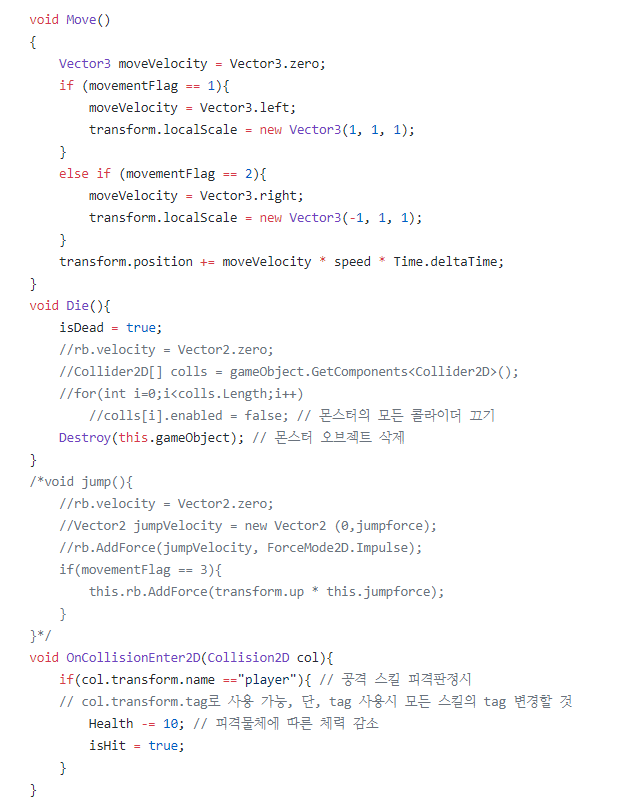 void Move()
{
    Vector3 moveVelocity = Vector3.zero;
    if (movementFlag == 1){
        moveVelocity = Vector3.left;
        transform.localScale = new Vector3(1, 1, 1);
    }
    else if (movementFlag == 2){
        moveVelocity = Vector3.right;
        transform.localScale = new Vector3(-1, 1, 1);
    }
    transform.position += moveVelocity * speed * Time.deltaTime;
}
void Die(){
    isDead = true;
    //rb.velocity = Vector2.zero;
    //Collider2D[] colls = gameObject.GetComponents<Collider2D>();
    //for(int i=0;i<colls.Length;i++)
        //colls[i].enabled = false; // 몬스터의 모든 콜라이더 끄기
    Destroy(this.gameObject); // 몬스터 오브젝트 삭제
}
/*void jump(){
    //rb.velocity = Vector2.zero;
    //Vector2 jumpVelocity = new Vector2 (0,jumpforce);
    //rb.AddForce(jumpVelocity, ForceMode2D.Impulse);
    if(movementFlag == 3){
        this.rb.AddForce(transform.up * this.jumpforce);
    }
}*/
void OnCollisionEnter2D(Collision2D col){
    if(col.transform.name =="player"){ // 공격 스킬 피격판정시
    // col.transform.tag로 사용 가능, 단, tag 사용시 모든 스킬의 tag 변경할 것
        Health -= 10; // 피격물체에 따른 체력 감소
        isHit = true;
    }
}